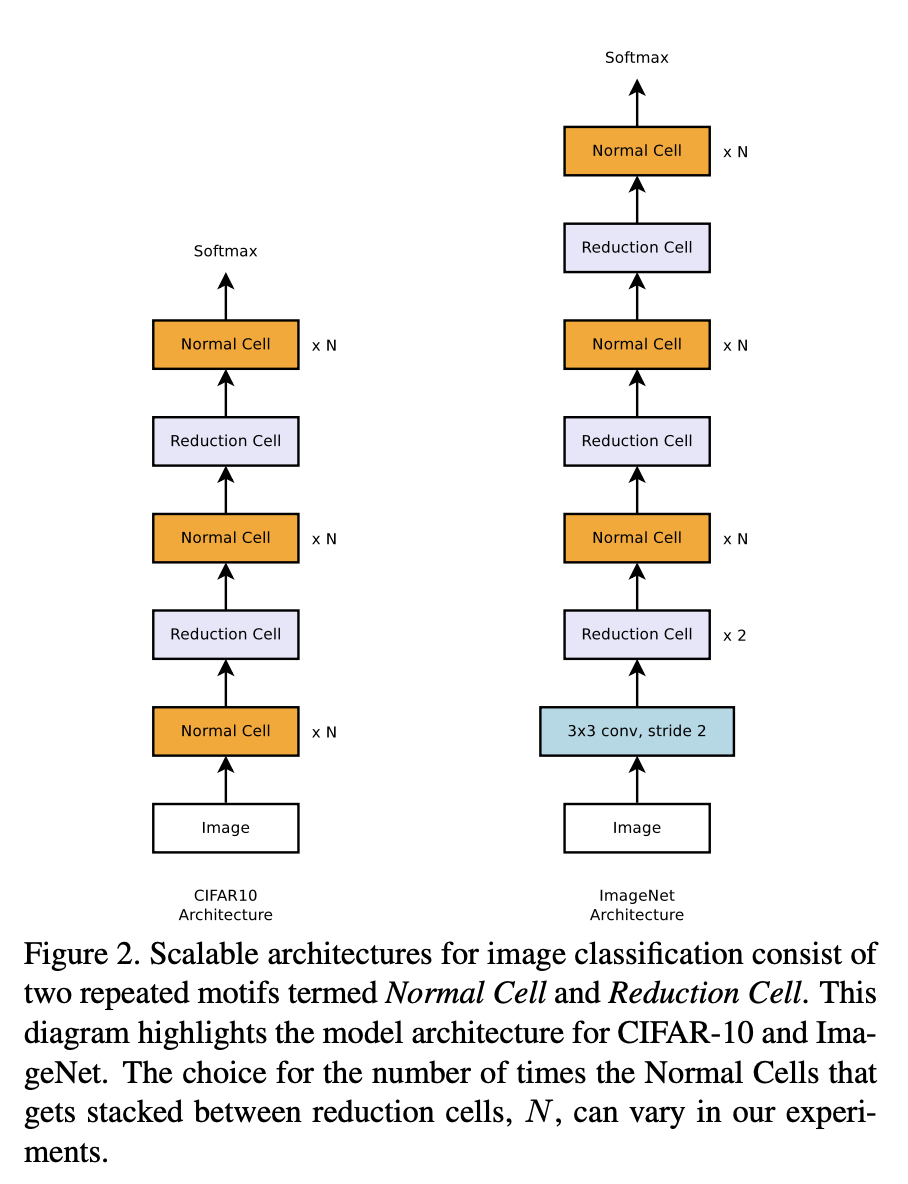 Softmax
Normal Cell x N
Reduction Cell
Normal Cell x N
Reduction Cell
Normal Cell x N
Image
CIFAR10
Architecture
Softmax
Normal Cell x N
Reduction Cell
Normal Cell x N
Reduction Cell
Normal Cell x N
Reduction Cell x 2
3x3 conv, stride 2
Image
ImageNet
Architecture
Figure 2. Scalable architectures for image classification consist of
two repeated motifs termed Normal Cell and Reduction Cell. This
diagram highlights the model architecture for CIFAR-10 and Ima-
geNet. The choice for the number of times the Normal Cells that
gets stacked between reduction cells, N, can vary in our experi-
ments.